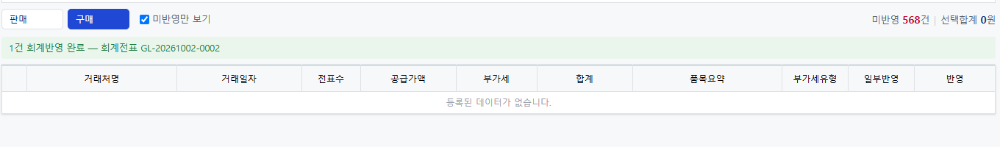 판매 구매 미반영만 보기 미반영 568건 | 선택합계 0원
1건 회계반영 완료 — 회계전표 GL-20261002-0002
거래처명 거래일자 전표수 공급가액 부가세 합계 품목요약 부가세유형 일부반영 반영
등록된 데이터가 없습니다.